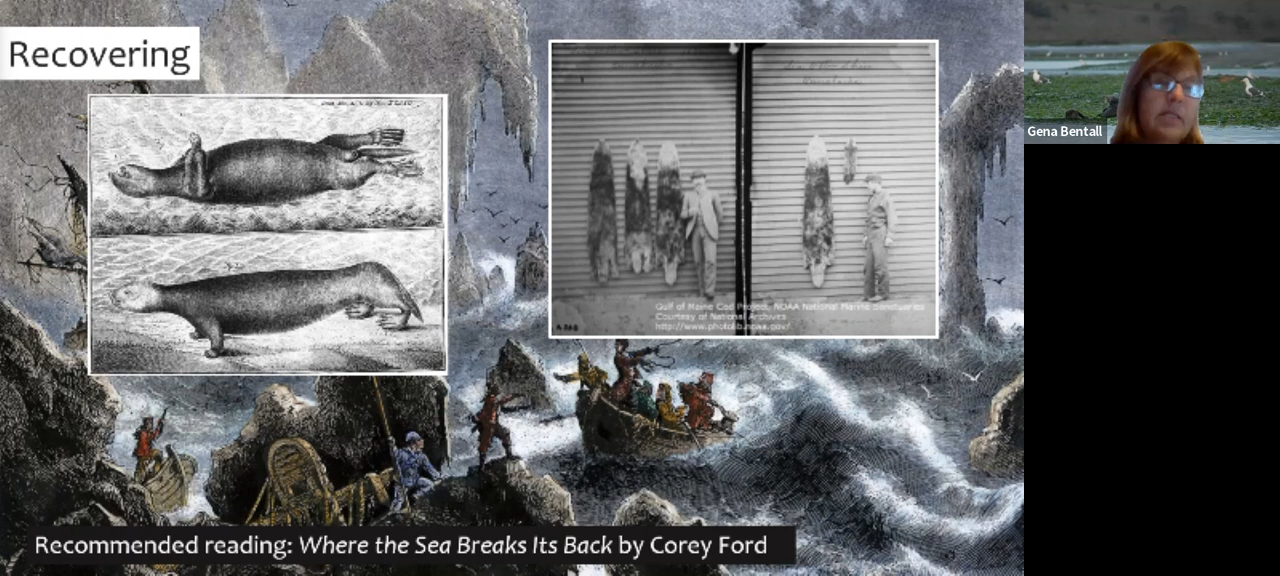 Recovering
Gulf of Maine Cod Project, NOAA National Marine Sanctuaries
Courtesy of National Archives
http://www.photolib.noaa.gov/
Gena Bentall
Recommended reading: Where the Sea Breaks Its Back by Corey Ford